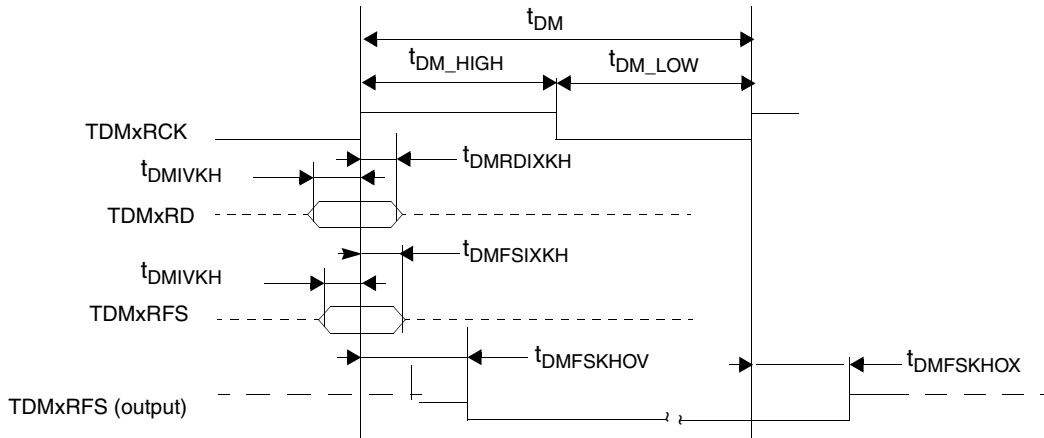 tDM
tDM_HIGH
tDM_LOW
TDMxRCK
tDMIVKH
tDMRDIXKH
TDMxRD
tDMIVKH
tDMFSIXKH
TDMxRFS
tDMFSKHOV
tDMFSKHOX
TDMxRFS (output)